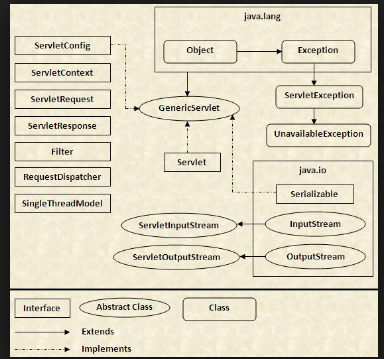 java.lang
Object
Exception
ServletConfig
ServletContext
ServletRequest
ServletResponse
Filter
RequestDispatcher
SingleThreadModel
GenericServlet
ServletException
UnavailableException
Servlet
java.io
Serializable
ServletInputStream
InputStream
ServletOutputStream
OutputStream
Interface
Abstract Class
Class
Extends
Implements